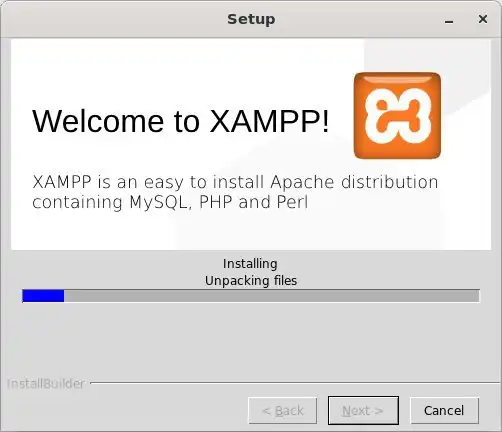 Setup
Welcome to XAMPP!
XAMPP is an easy to install Apache distribution
containing MySQL, PHP and Perl
Installing
Unpacking files
InstallBuilder
< Back
Next >
Cancel